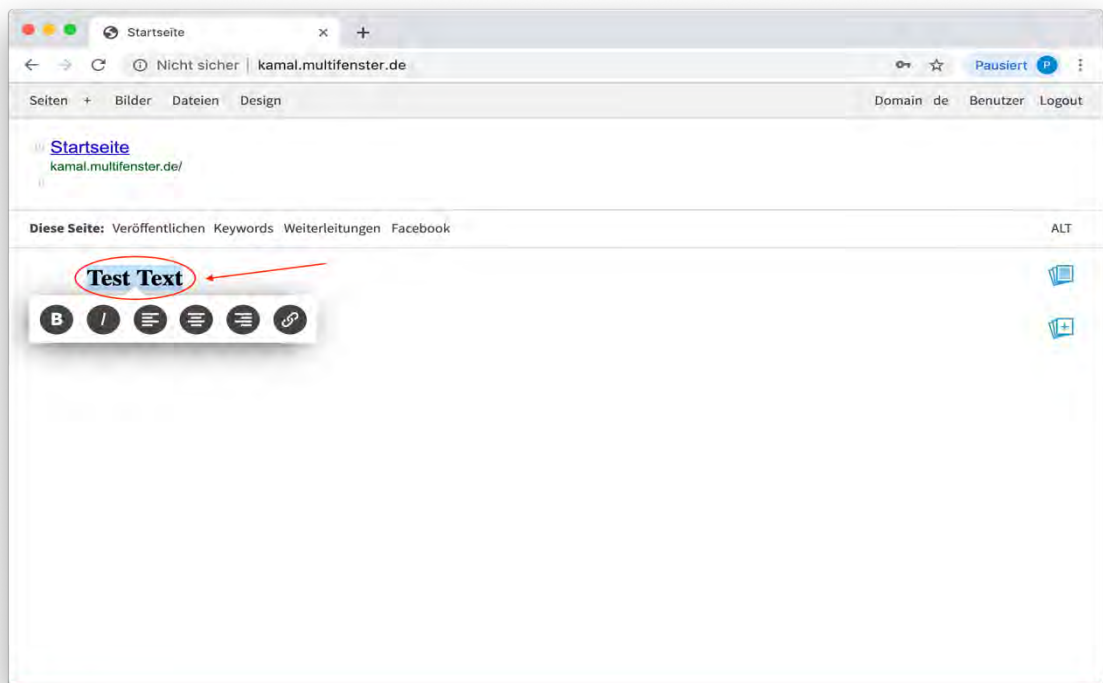 Startseite
Nicht sicher | kamal.multifenster.de
Pausiert P
Seiten + Bilder Dateien Design
Domain de Benutzer Logout
Startseite
kamal.multifenster.de/
Diese Seite: Veröffentlichen Keywords Weiterleitungen Facebook
ALT
Test Text
B I